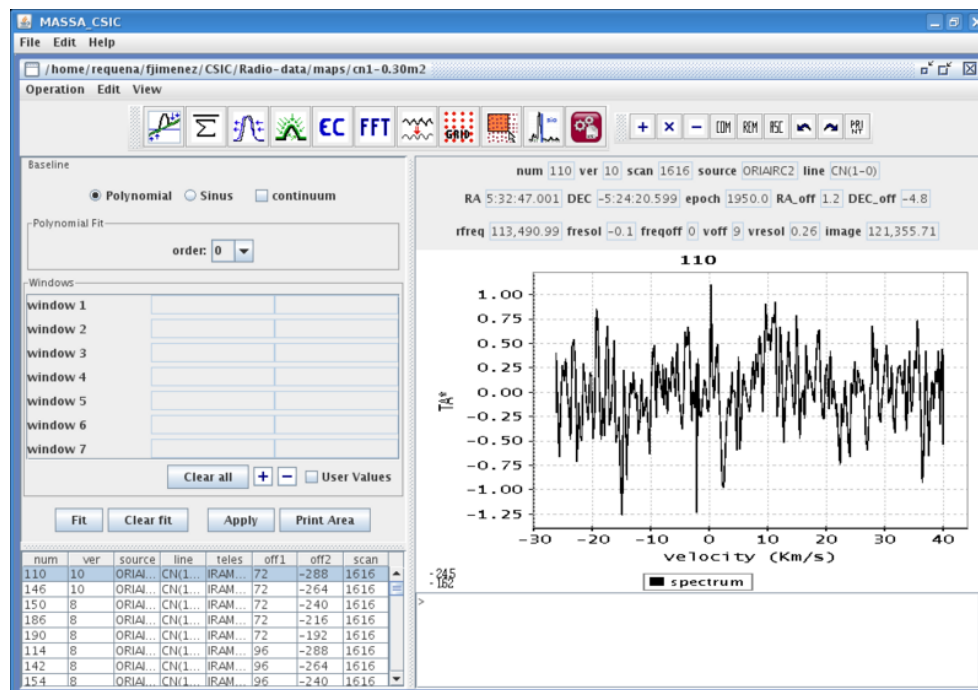 MASSA_CSIC
File Edit Help
/home/requena/fjimenez/CSIC/Radio-data/maps/cn1-0.30m2
Operation Edit View
EC FFT GRID + × − COM REM ASC
Baseline
Polynomial Sinus continuum
Polynomial Fit
order: 0
Windows
window 1
window 2
window 3
window 4
window 5
window 6
window 7
Clear all + − User Values
Fit Clear fit Apply Print Area
num ver source line teles off1 off2 scan
110 10 ORIAI... CN(1... IRAM... 72 -288 1616
146 10 ORIAI... CN(1... IRAM... 72 -264 1616
150 8 ORIAI... CN(1... IRAM... 72 -240 1616
186 8 ORIAI... CN(1... IRAM... 72 -216 1616
190 8 ORIAI... CN(1... IRAM... 72 -192 1616
114 8 ORIAI... CN(1... IRAM... 96 -288 1616
142 8 ORIAI... CN(1... IRAM... 96 -264 1616
154 8 ORIAI... CN(1... IRAM... 96 -240 1616
num 110 ver 10 scan 1616 source ORIAIRC2 line CN(1-0)
RA 5:32:47.001 DEC -5:24:20.599 epoch 1950.0 RA_off 1.2 DEC_off -4.8
rfreq 113,490.99 fresol -0.1 freqoff 0 voff 9 vresol 0.26 image 121,355.71
110
1.00
0.75
0.50
0.25
0.00
-0.25
-0.50
-0.75
-1.00
-1.25
TA*
-30 -20 -10 0 10 20 30 40
velocity (Km/s)
spectrum
>